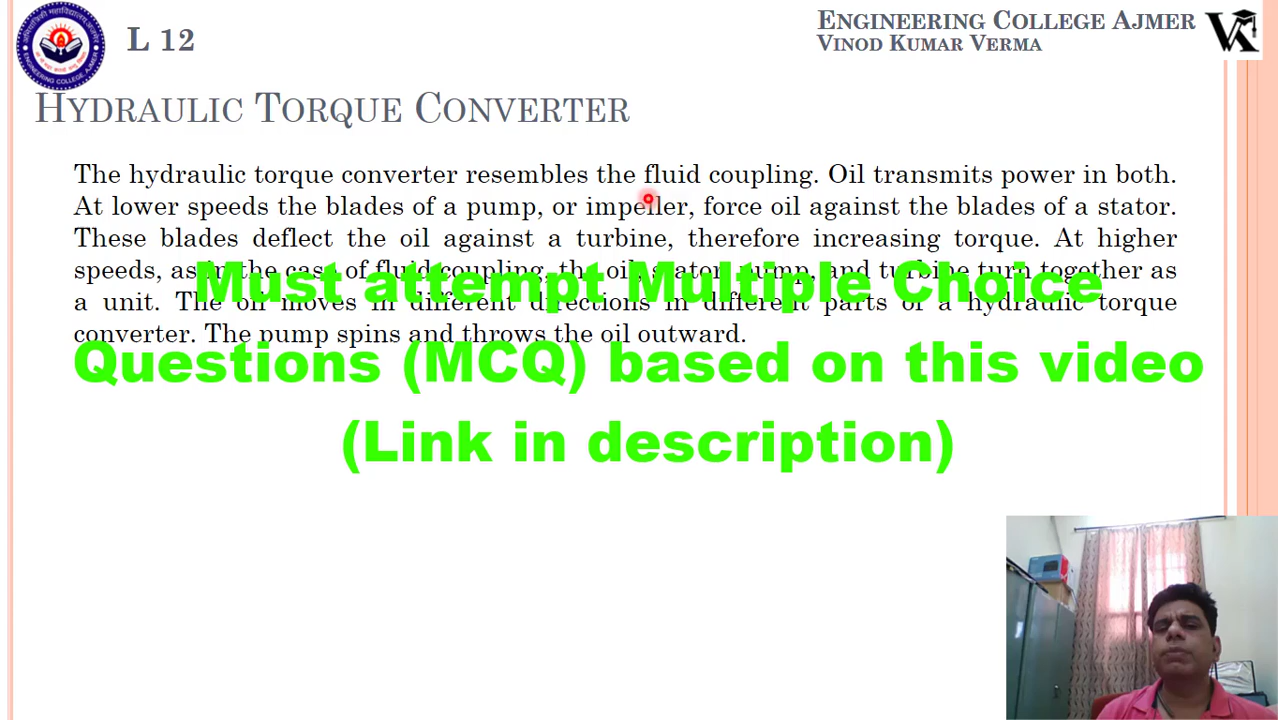 L 12
ENGINEERING COLLEGE AJMER
VINOD KUMAR VERMA
HYDRAULIC TORQUE CONVERTER
The hydraulic torque converter resembles the fluid coupling. Oil transmits power in both.
At lower speeds the blades of a pump, or impeller, force oil against the blades of a stator.
These blades deflect the oil against a turbine, therefore increasing torque. At higher
speeds, as in the case of fluid coupling, the oil, stator, pump, and turbine turn together as
a unit. The oil moves in different directions in different parts of a hydraulic torque
converter. The pump spins and throws the oil outward.
Must attempt Multiple Choice
Questions (MCQ) based on this video
(Link in description)